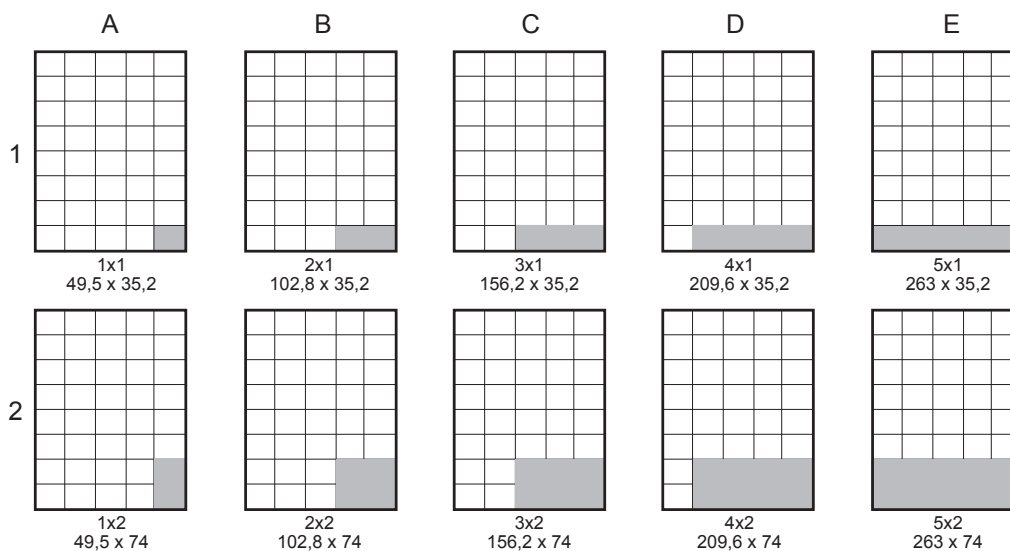 A B C D E
1
1x1 2x1 3x1 4x1 5x1
49,5 x 35,2 102,8 x 35,2 156,2 x 35,2 209,6 x 35,2 263 x 35,2
2
1x2 2x2 3x2 4x2 5x2
49,5 x 74 102,8 x 74 156,2 x 74 209,6 x 74 263 x 74